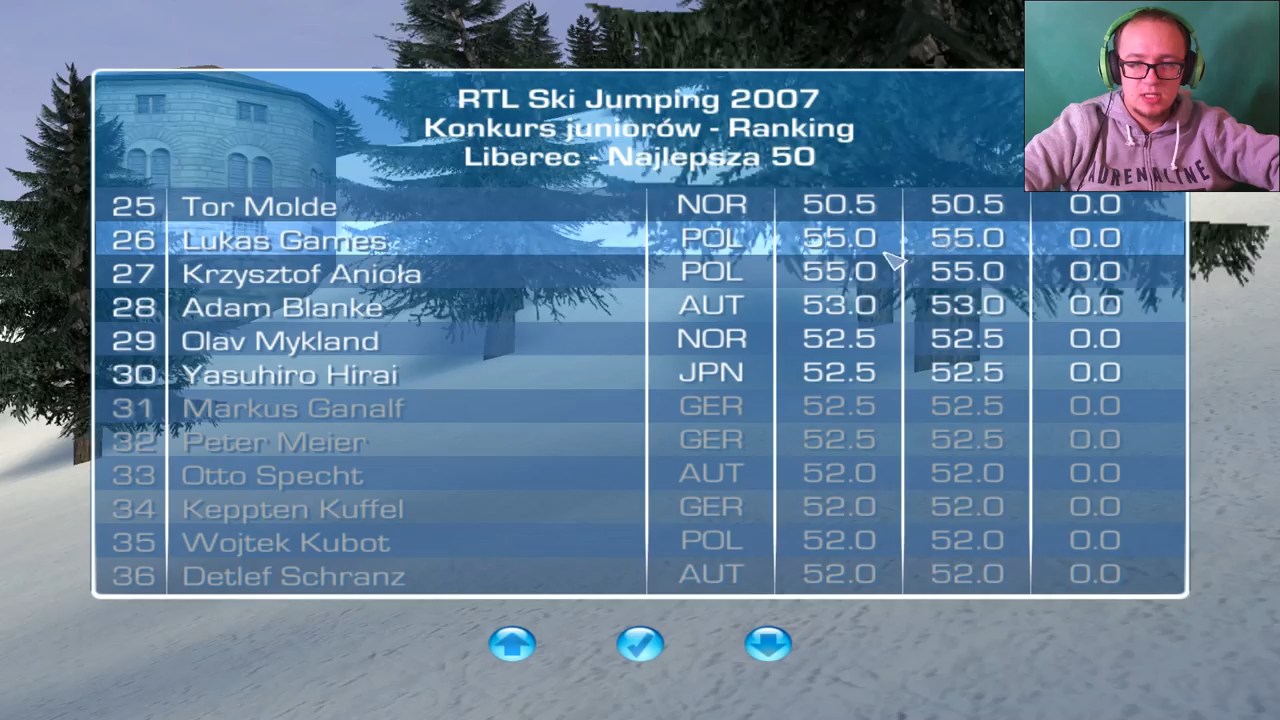 RTL Ski Jumping 2007
Konkurs juniorów - Ranking
Liberec - Najlepsza 50
25 Tor Molde NOR 50.5 50.5 0.0
26 Lukas Games POL 55.0 55.0 0.0
27 Krzysztof Anioła POL 55.0 55.0 0.0
28 Adam Blanke AUT 53.0 53.0 0.0
29 Olav Mykland NOR 52.5 52.5 0.0
30 Yasuhiro Hirai JPN 52.5 52.5 0.0
31 Markus Ganalf GER 52.5 52.5 0.0
32 Peter Meier GER 52.5 52.5 0.0
33 Otto Specht AUT 52.0 52.0 0.0
34 Keppten Kuffel GER 52.0 52.0 0.0
35 Wojtek Kubot POL 52.0 52.0 0.0
36 Detlef Schranz AUT 52.0 52.0 0.0
ADRENALINE